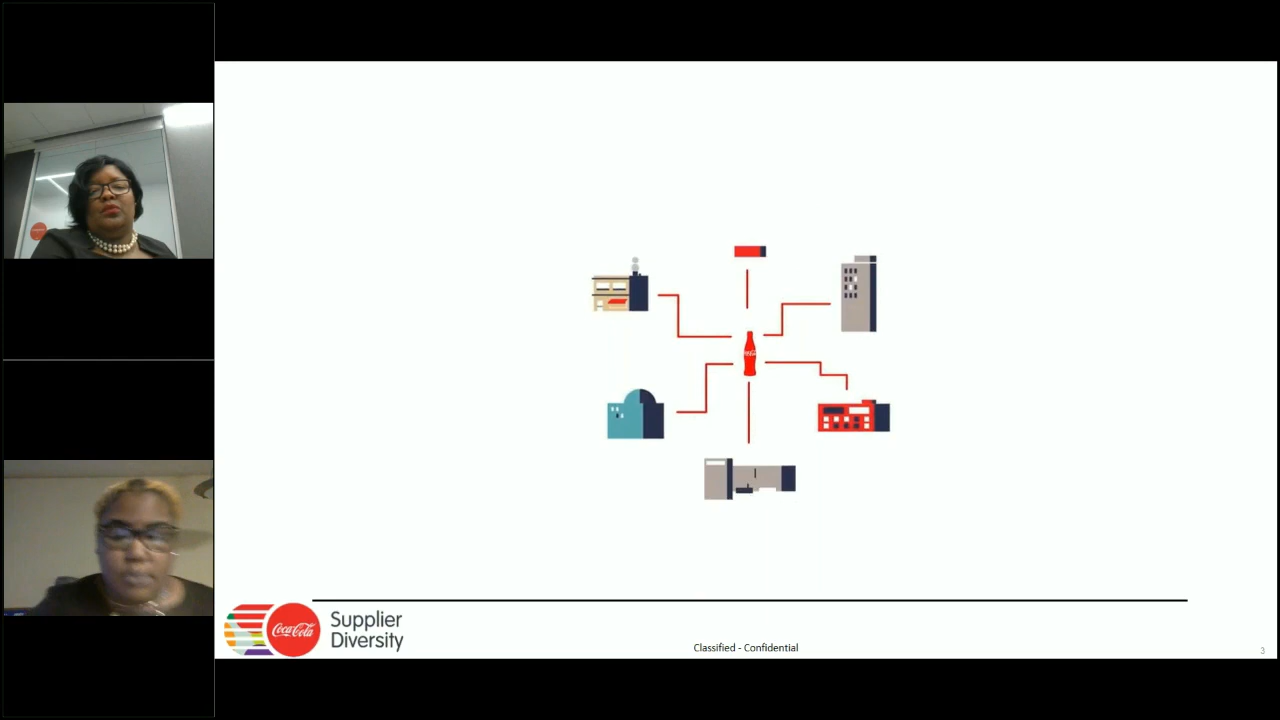 Coca-Cola
Supplier
Diversity
Classified - Confidential
3